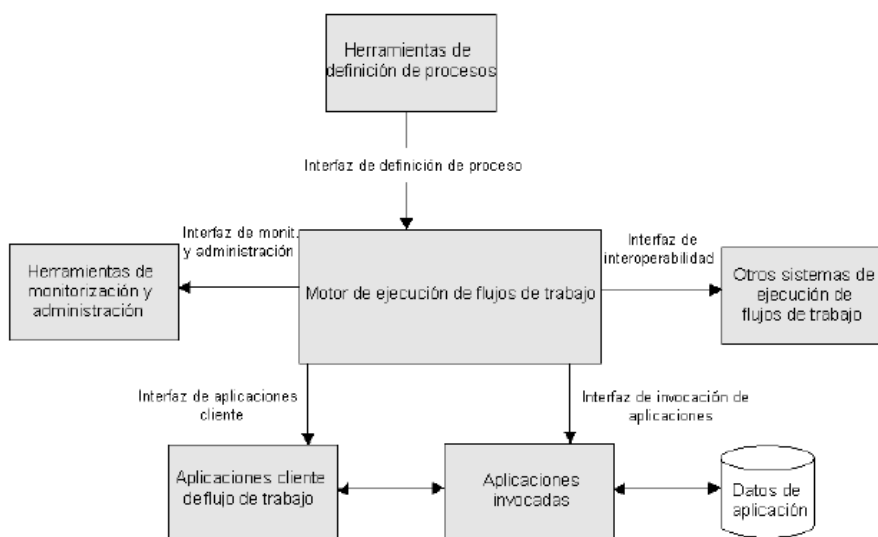 Herramientas de
definición de procesos
Interfaz de definición de proceso
Interfaz de monit.
y administración
Interfaz de
interoperabilidad
Herramientas de
monitorización y
administración
Motor de ejecución de flujos de trabajo
Otros sistemas de
ejecución de
flujos de trabajo
Interfaz de aplicaciones
cliente
Interfaz de invocación de
aplicaciones
Aplicaciones cliente
de flujo de trabajo
Aplicaciones
invocadas
Datos de
aplicación